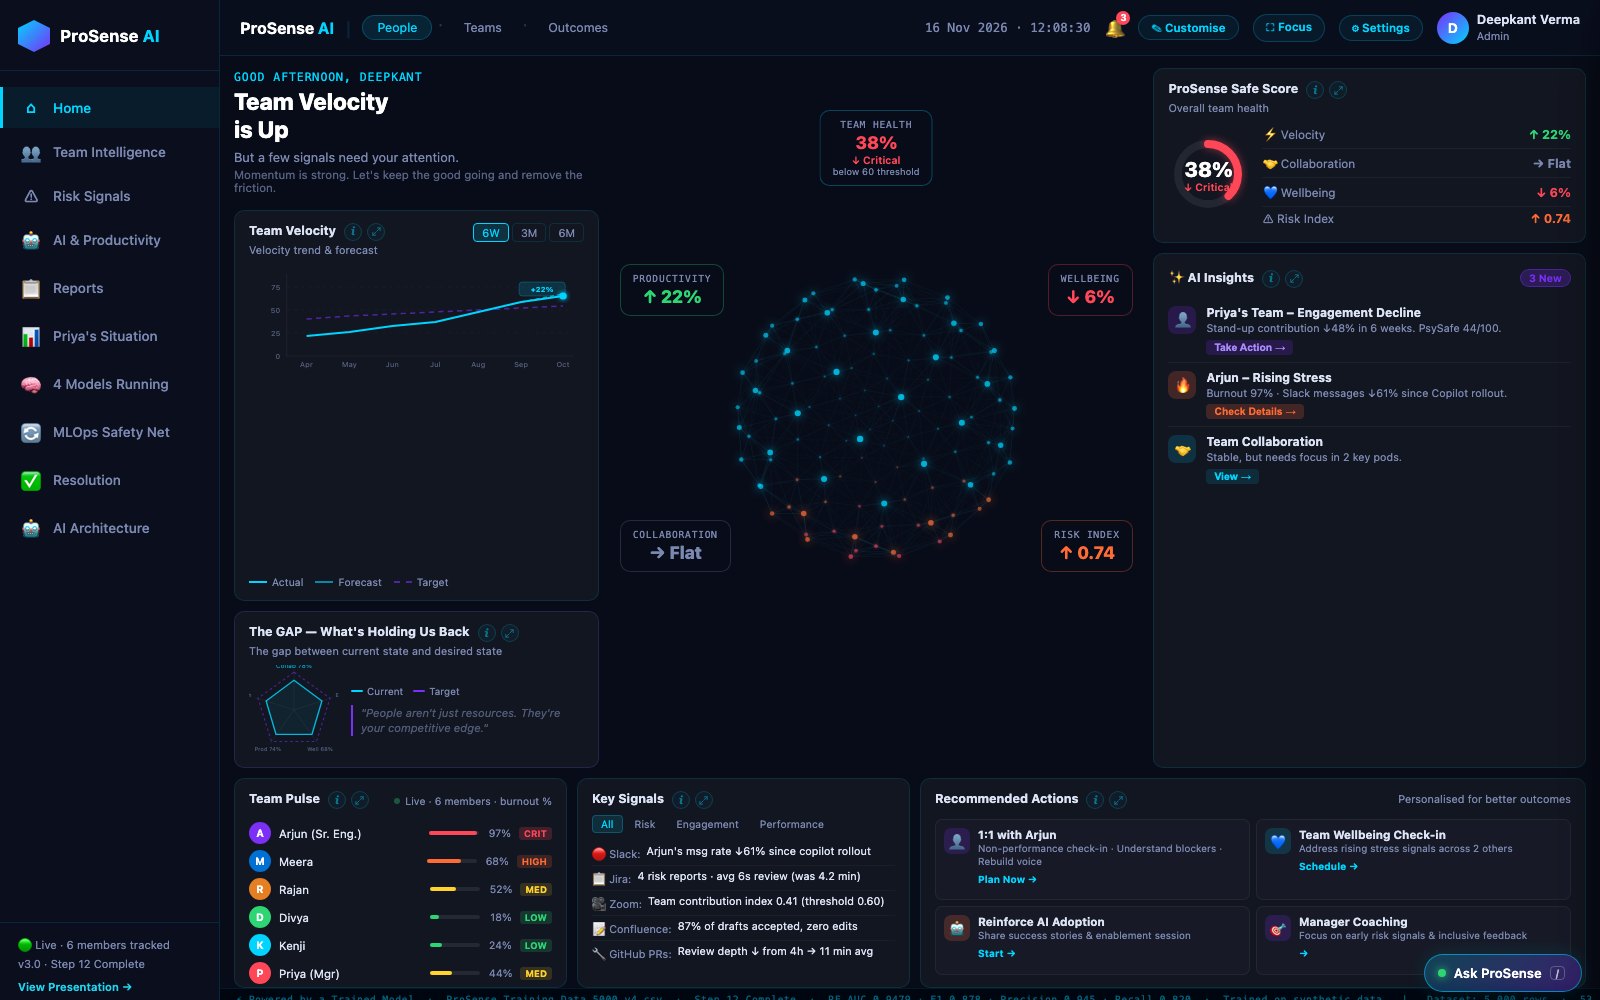 ProSense AI
Home
Team Intelligence
Risk Signals
AI & Productivity
Reports
Priya's Situation
4 Models Running
MLOps Safety Net
Resolution
AI Architecture
Live · 6 members tracked
v3.0 · Step 12 Complete
View Presentation →
ProSense AI
People
Teams
Outcomes
16 Nov 2026 · 12:08:30
3
Customise
Focus
Settings
D
Deepkant Verma
Admin
GOOD AFTERNOON, DEEPKANT
Team Velocity
is Up
But a few signals need your attention.
Momentum is strong. Let's keep the good going and remove the
friction.
Team Velocity
6W 3M 6M
Velocity trend & forecast
+22%
75
50
25
0
Apr May Jun Jul Aug Sep Oct
Actual Forecast Target
The GAP — What's Holding Us Back
The gap between current state and desired state
Collab 78%
Prod 74% Well 68%
Current Target
"People aren't just resources. They're
your competitive edge."
TEAM HEALTH
38%
↓ Critical
below 60 threshold
PRODUCTIVITY
↑ 22%
WELLBEING
↓ 6%
COLLABORATION
→ Flat
RISK INDEX
↑ 0.74
ProSense Safe Score
Overall team health
38%
↓ Critical
Velocity ↑ 22%
Collaboration → Flat
Wellbeing ↓ 6%
Risk Index ↑ 0.74
AI Insights
3 New
Priya's Team — Engagement Decline
Stand-up contribution ↓48% in 6 weeks. PsySafe 44/100.
Take Action →
Arjun — Rising Stress
Burnout 97% · Slack messages ↓61% since Copilot rollout.
Check Details →
Team Collaboration
Stable, but needs focus in 2 key pods.
View →
Team Pulse
Live · 6 members · burnout %
A Arjun (Sr. Eng.) 97% CRIT
M Meera 68% HIGH
R Rajan 52% MED
D Divya 18% LOW
K Kenji 24% LOW
P Priya (Mgr) 44% MED
Key Signals
All Risk Engagement Performance
Slack: Arjun's msg rate ↓61% since copilot rollout
Jira: 4 risk reports · avg 6s review (was 4.2 min)
Zoom: Team contribution index 0.41 (threshold 0.60)
Confluence: 87% of drafts accepted, zero edits
GitHub PRs: Review depth ↓ from 4h → 11 min avg
Recommended Actions
Personalised for better outcomes
1:1 with Arjun
Non-performance check-in · Understand blockers ·
Rebuild voice
Plan Now →
Team Wellbeing Check-in
Address rising stress signals across 2 others
Schedule →
Reinforce AI Adoption
Share success stories & enablement session
Start →
Manager Coaching
Focus on early risk signals & inclusive feedback
→
Ask ProSense /
Powered by a Trained Model · ProSense Training Data 5000 v4.csv · Step 12 Complete